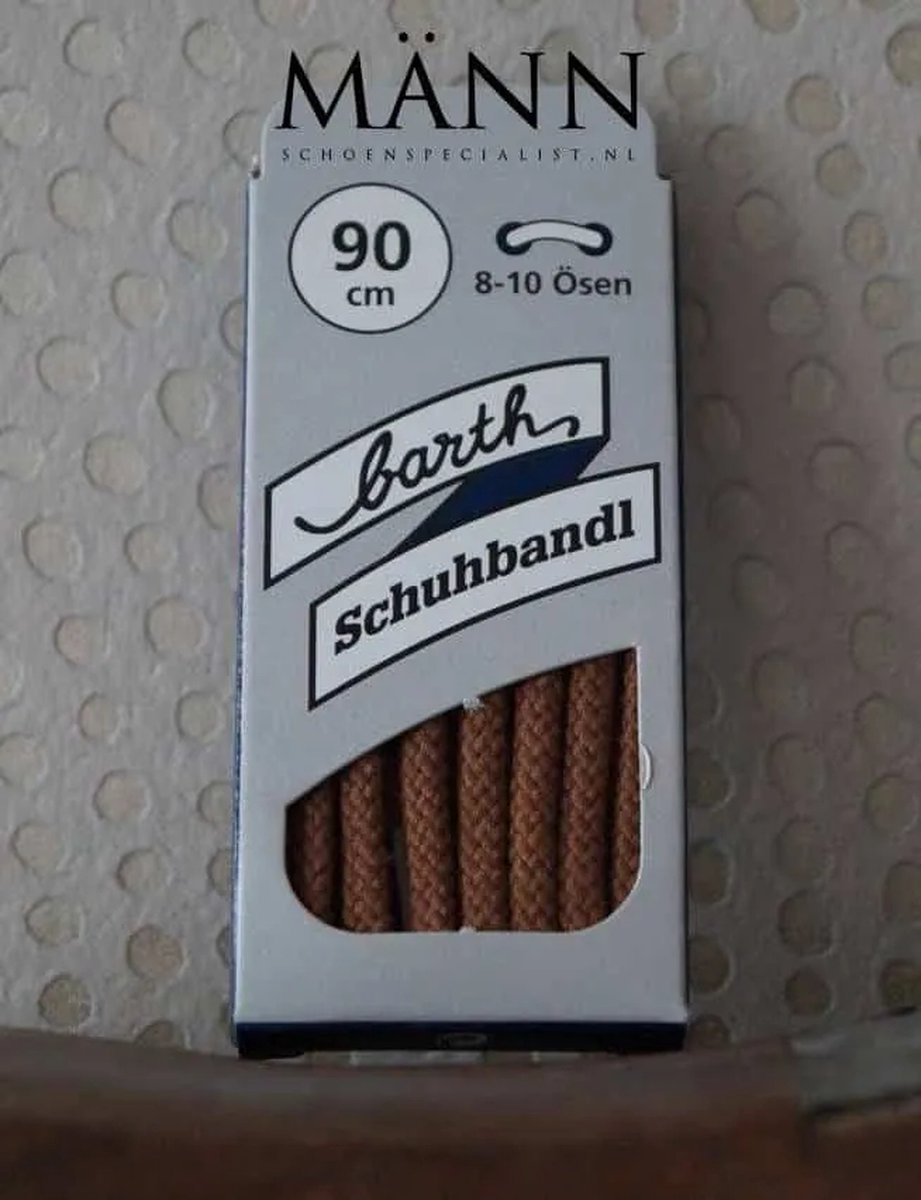 MÄNN
SCHOENSPECIALIST.NL
90
cm
8-10 Ösen
barth
Schuhbandl